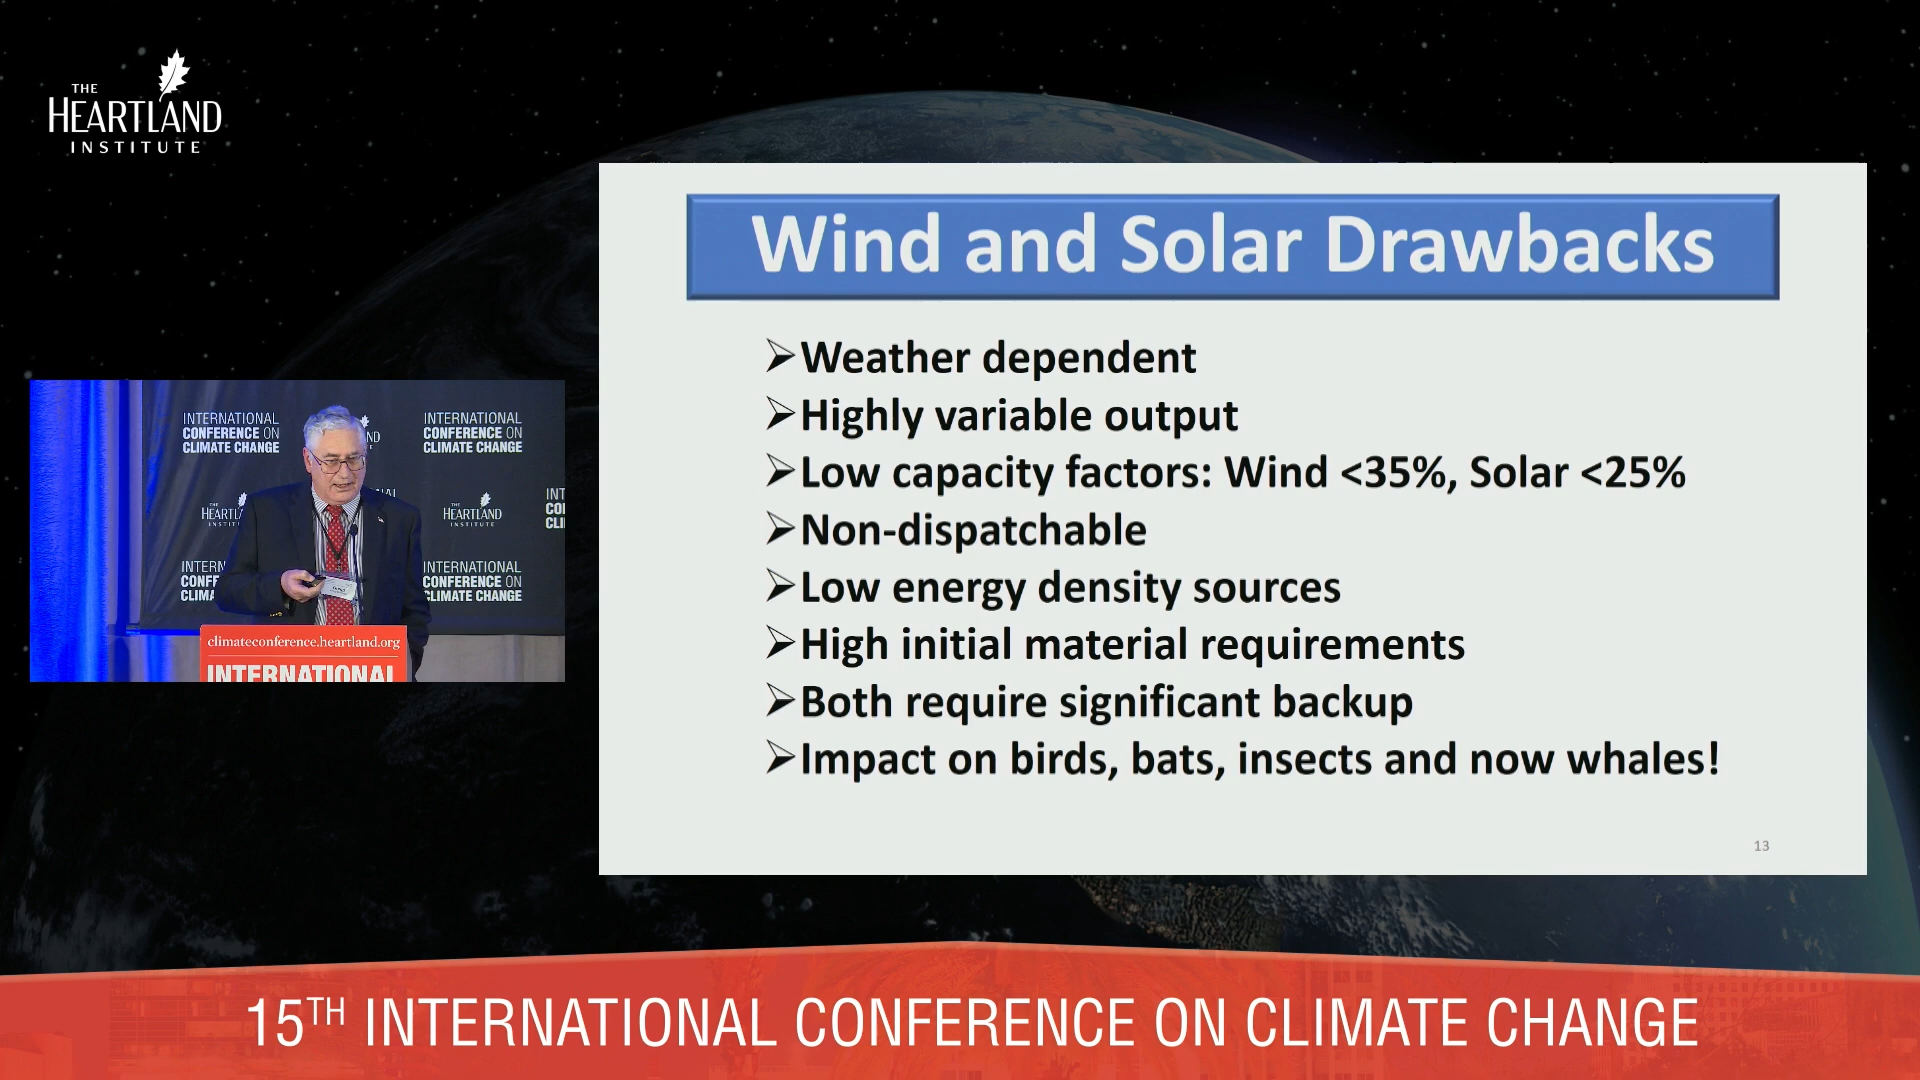 THE
HEARTLAND
INSTITUTE
Wind and Solar Drawbacks
➢Weather dependent
➢Highly variable output
➢Low capacity factors: Wind <35%, Solar <25%
➢Non-dispatchable
➢Low energy density sources
➢High initial material requirements
➢Both require significant backup
➢Impact on birds, bats, insects and now whales!
13
INTERNATIONAL
CONFERENCE ON
CLIMATE CHANGE
INTERNATIONAL
CONFERENCE ON
CLIMATE CHANGE
THE
HEARTLAND
INSTITUTE
INTERNATIONAL
CONFERENCE ON
CLIMATE CHANGE
climateconference.heartland.org
INTERNATIONAL
15TH INTERNATIONAL CONFERENCE ON CLIMATE CHANGE